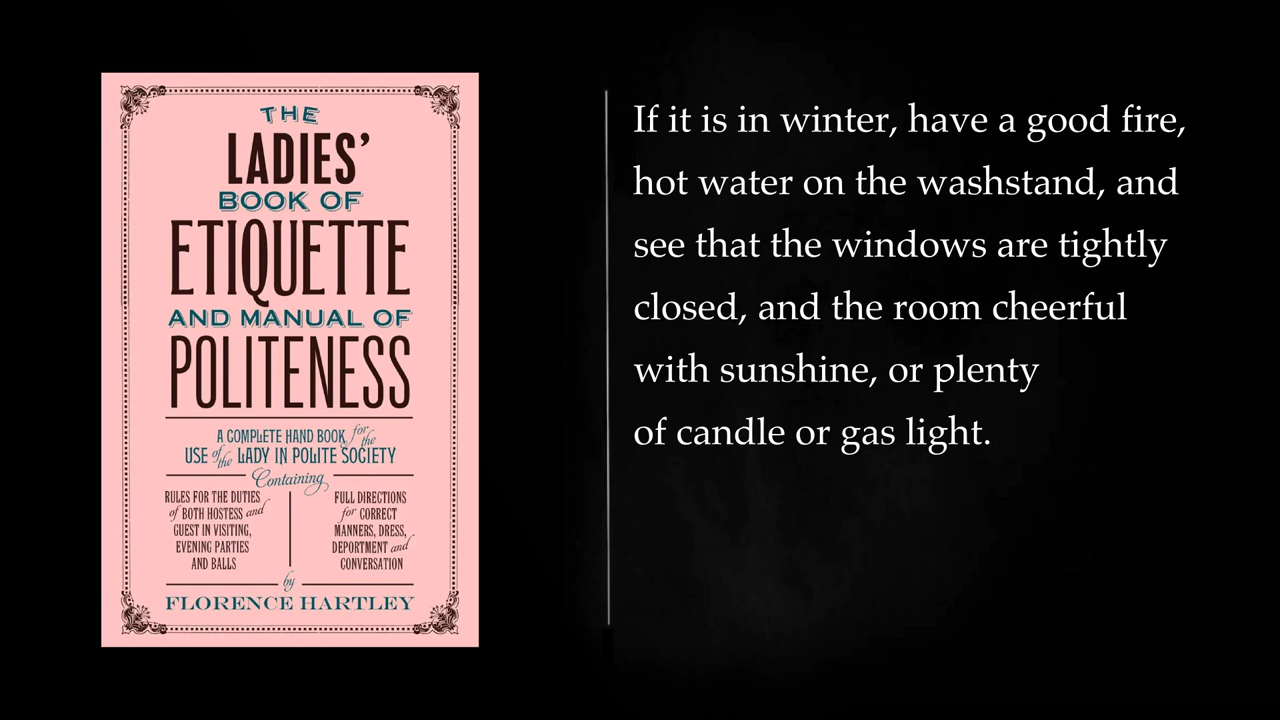 THE
LADIES'
BOOK OF
ETIQUETTE
AND MANUAL OF
POLITENESS
A COMPLETE HAND BOOK for the
USE of the LADY IN POLITE SOCIETY
Containing
RULES FOR THE DUTIES
of BOTH HOSTESS and
GUEST IN VISITING,
EVENING PARTIES
AND BALLS
FULL DIRECTIONS
for CORRECT
MANNERS, DRESS,
DEPORTMENT and
CONVERSATION
by
FLORENCE HARTLEY
If it is in winter, have a good fire,
hot water on the washstand, and
see that the windows are tightly
closed, and the room cheerful
with sunshine, or plenty
of candle or gas light.